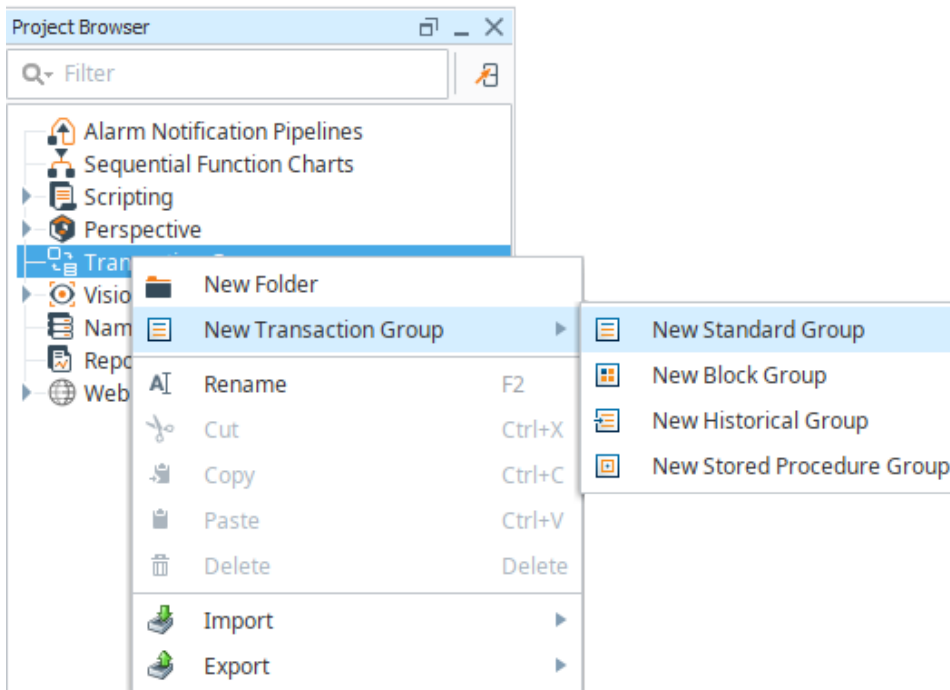 Project Browser
Filter
Alarm Notification Pipelines
Sequential Function Charts
Scripting
Perspective
New Folder
New Transaction Group
Rename F2
Cut Ctrl+X
Copy Ctrl+C
Paste Ctrl+V
Delete Delete
Import
Export
New Standard Group
New Block Group
New Historical Group
New Stored Procedure Group
Web